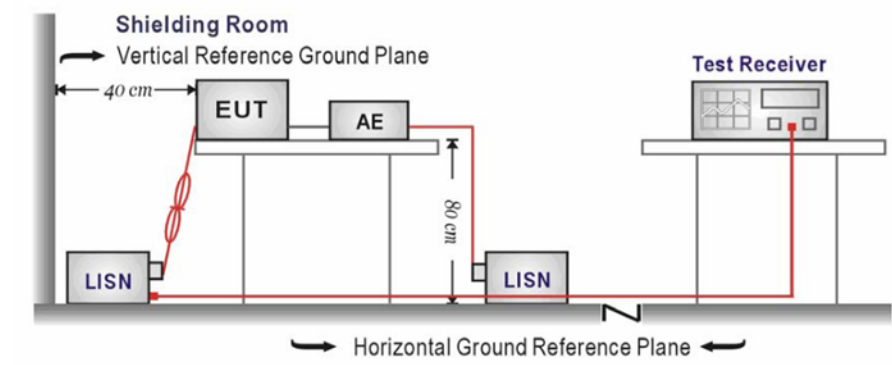 Shielding Room
Vertical Reference Ground Plane
Test Receiver
40 cm
EUT
AE
80 cm
LISN
LISN
Horizontal Ground Reference Plane